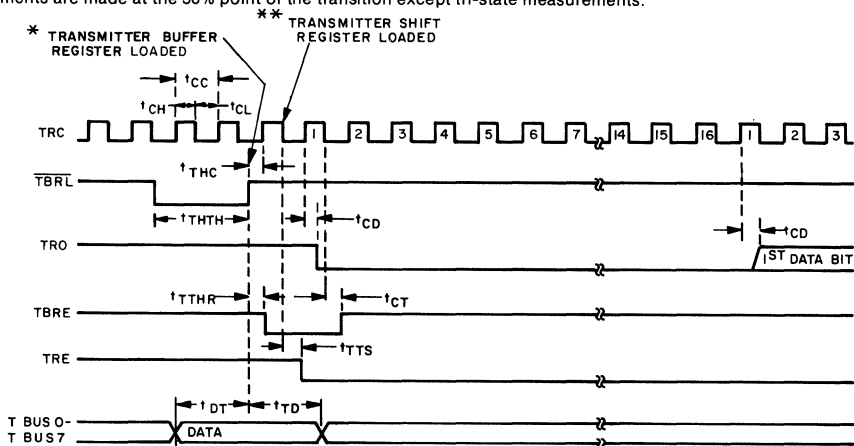 ments are made at the 50% point of the transition except tri-state measurements.
** TRANSMITTER SHIFT
REGISTER LOADED
* TRANSMITTER BUFFER
REGISTER LOADED
tCC
tCH
tCL
TRC
1
2
3
4
5
6
7
14
15
16
1
2
3
tTHC
TBRL
tTHTH
tCD
TRO
tCD
1ST DATA BIT
tTTHR
tCT
TBRE
tTTS
TRE
tDT
tTD
T BUS 0-
T BUS 7
DATA